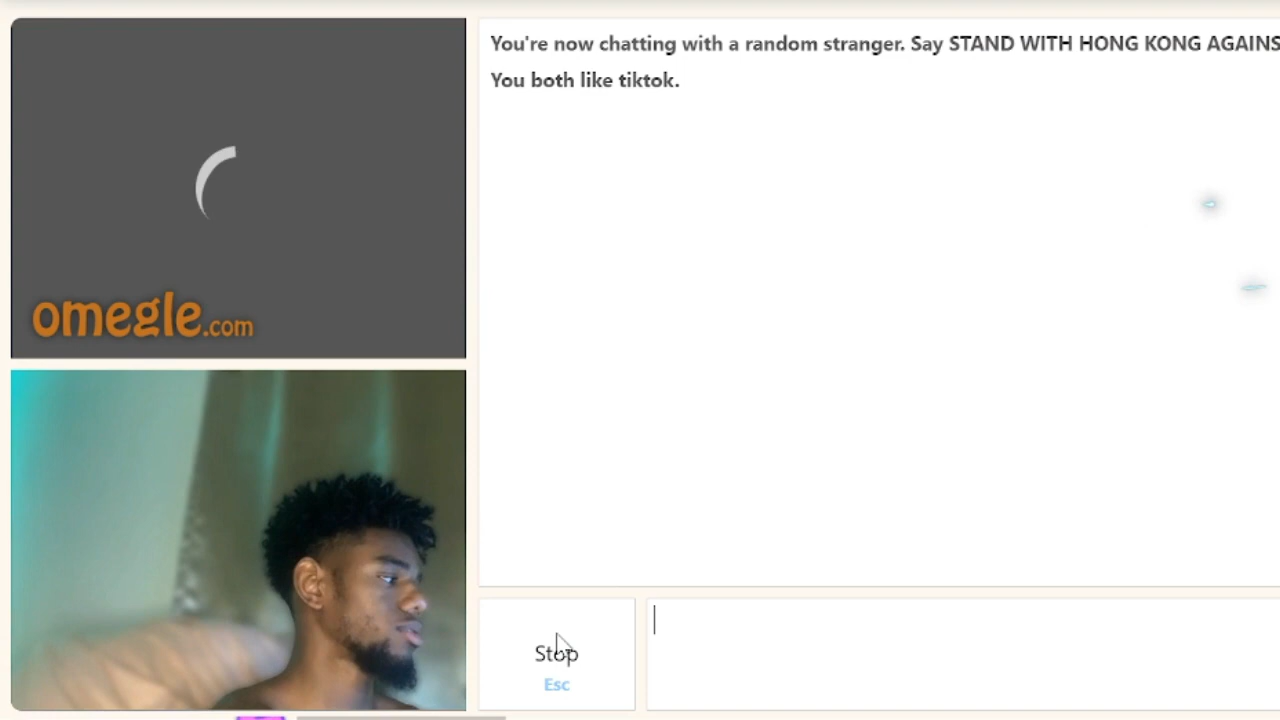 You're now chatting with a random stranger. Say STAND WITH HONG KONG AGAINS
You both like tiktok.
omegle.com
Stop
Esc